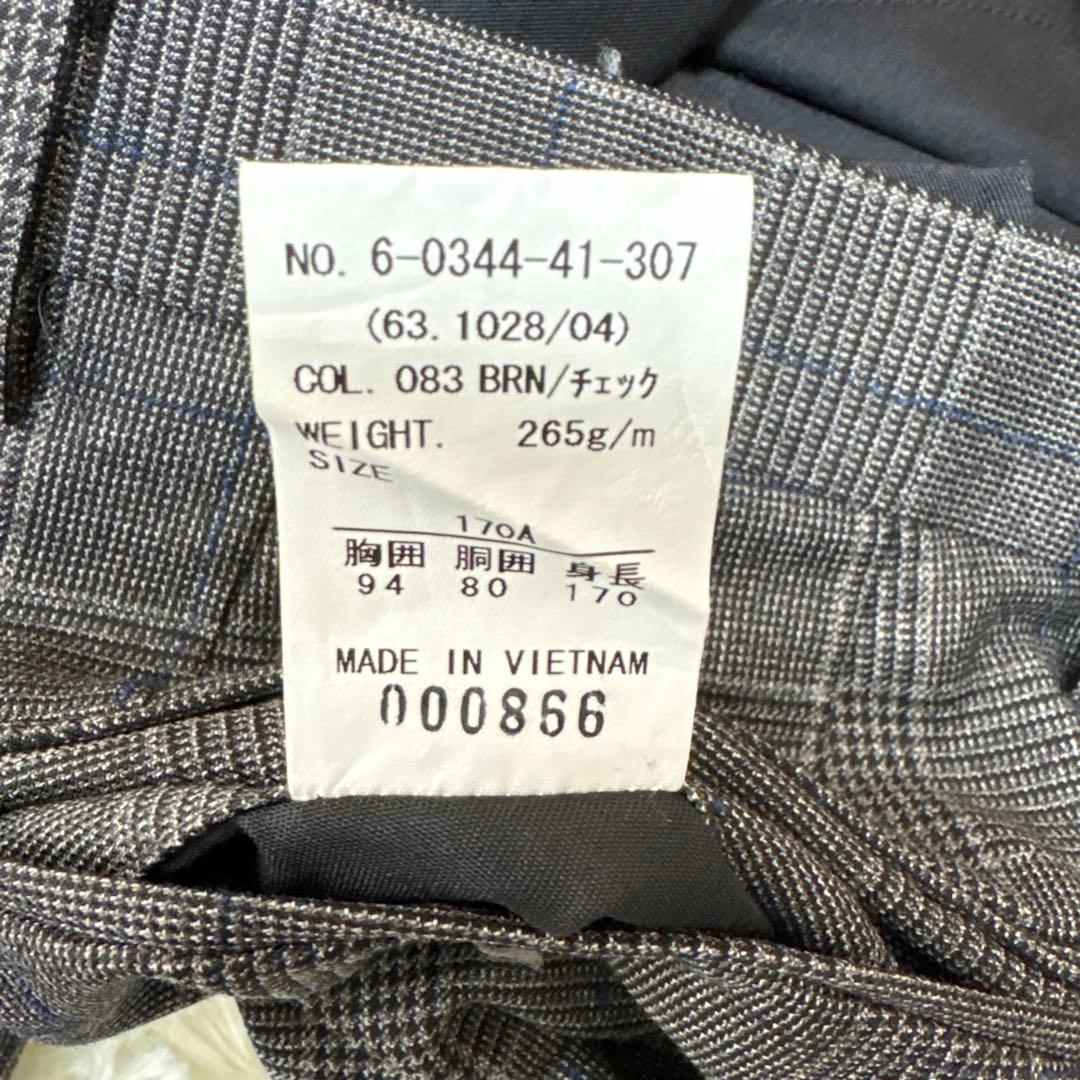 NO. 6-0344-41-307
(63.1028/04)
COL. 083 BRN/チェック
WEIGHT. 265g/m
SIZE
170A
胸囲 胴囲 身長
94 80 170
MADE IN VIETNAM
000866